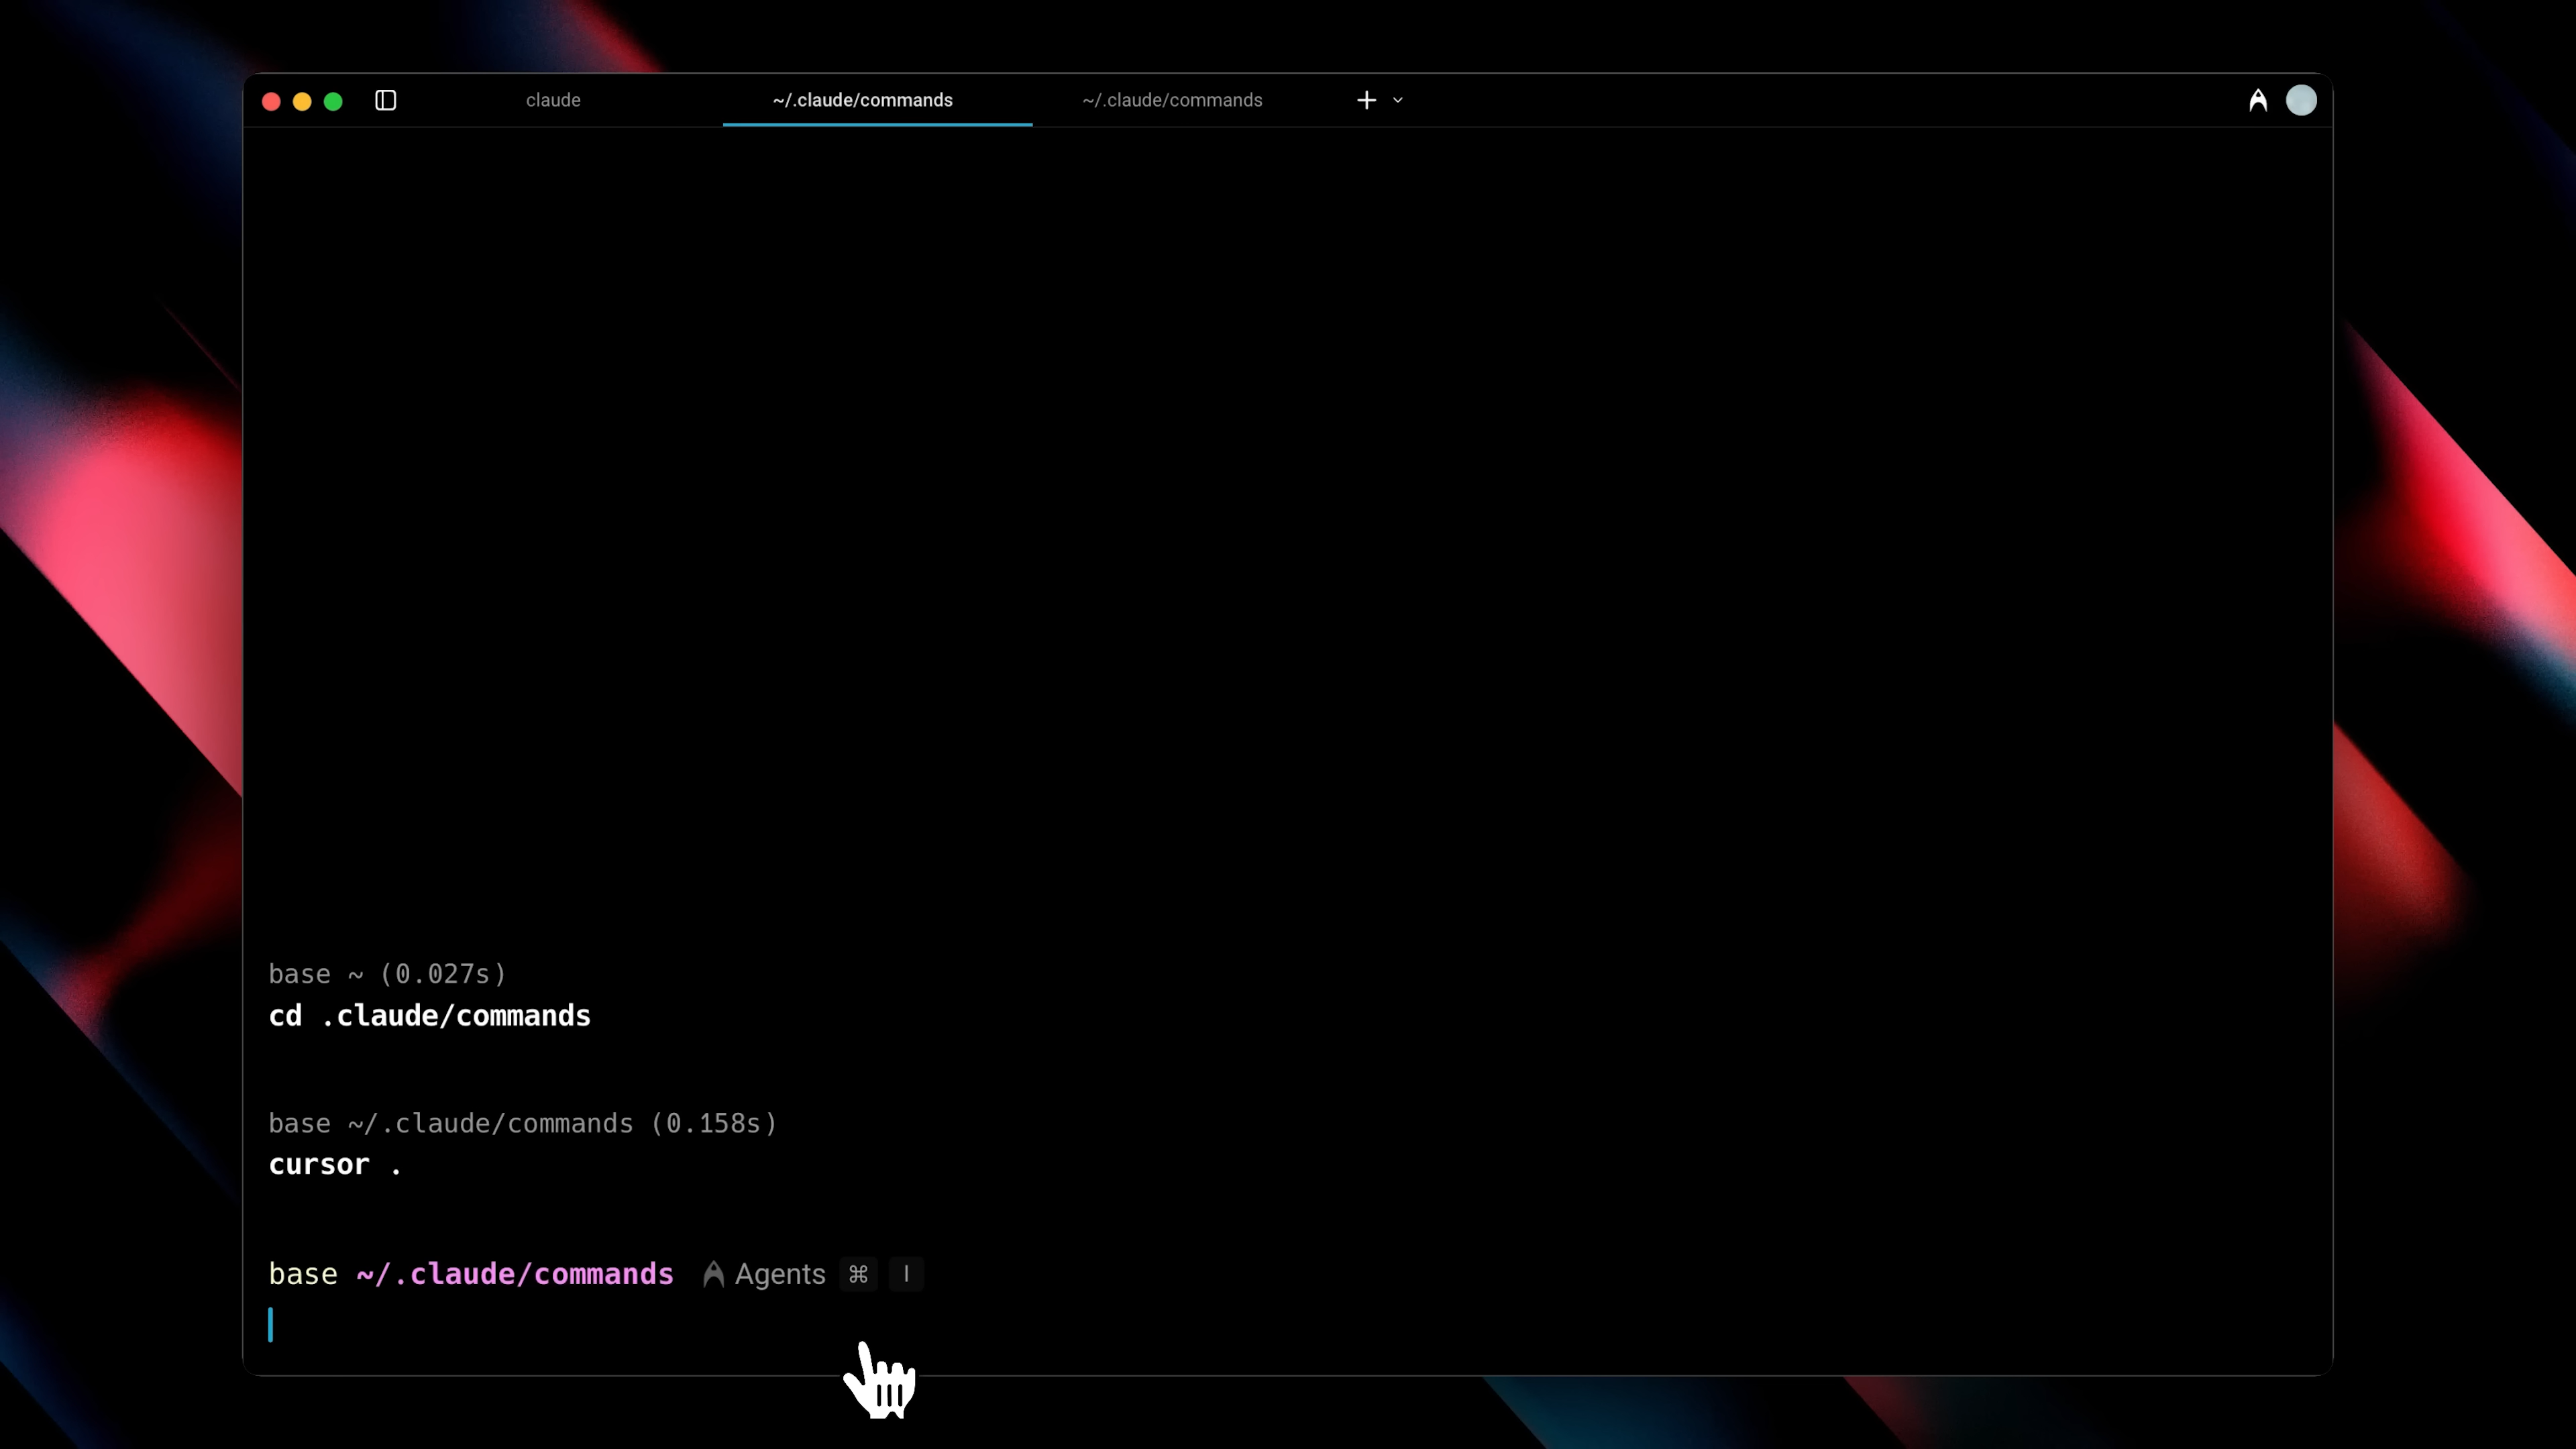 claude ~/.claude/commands ~/.claude/commands
base ~ (0.027s)
cd .claude/commands
base ~/.claude/commands (0.158s)
cursor .
base ~/.claude/commands Agents ⌘ I